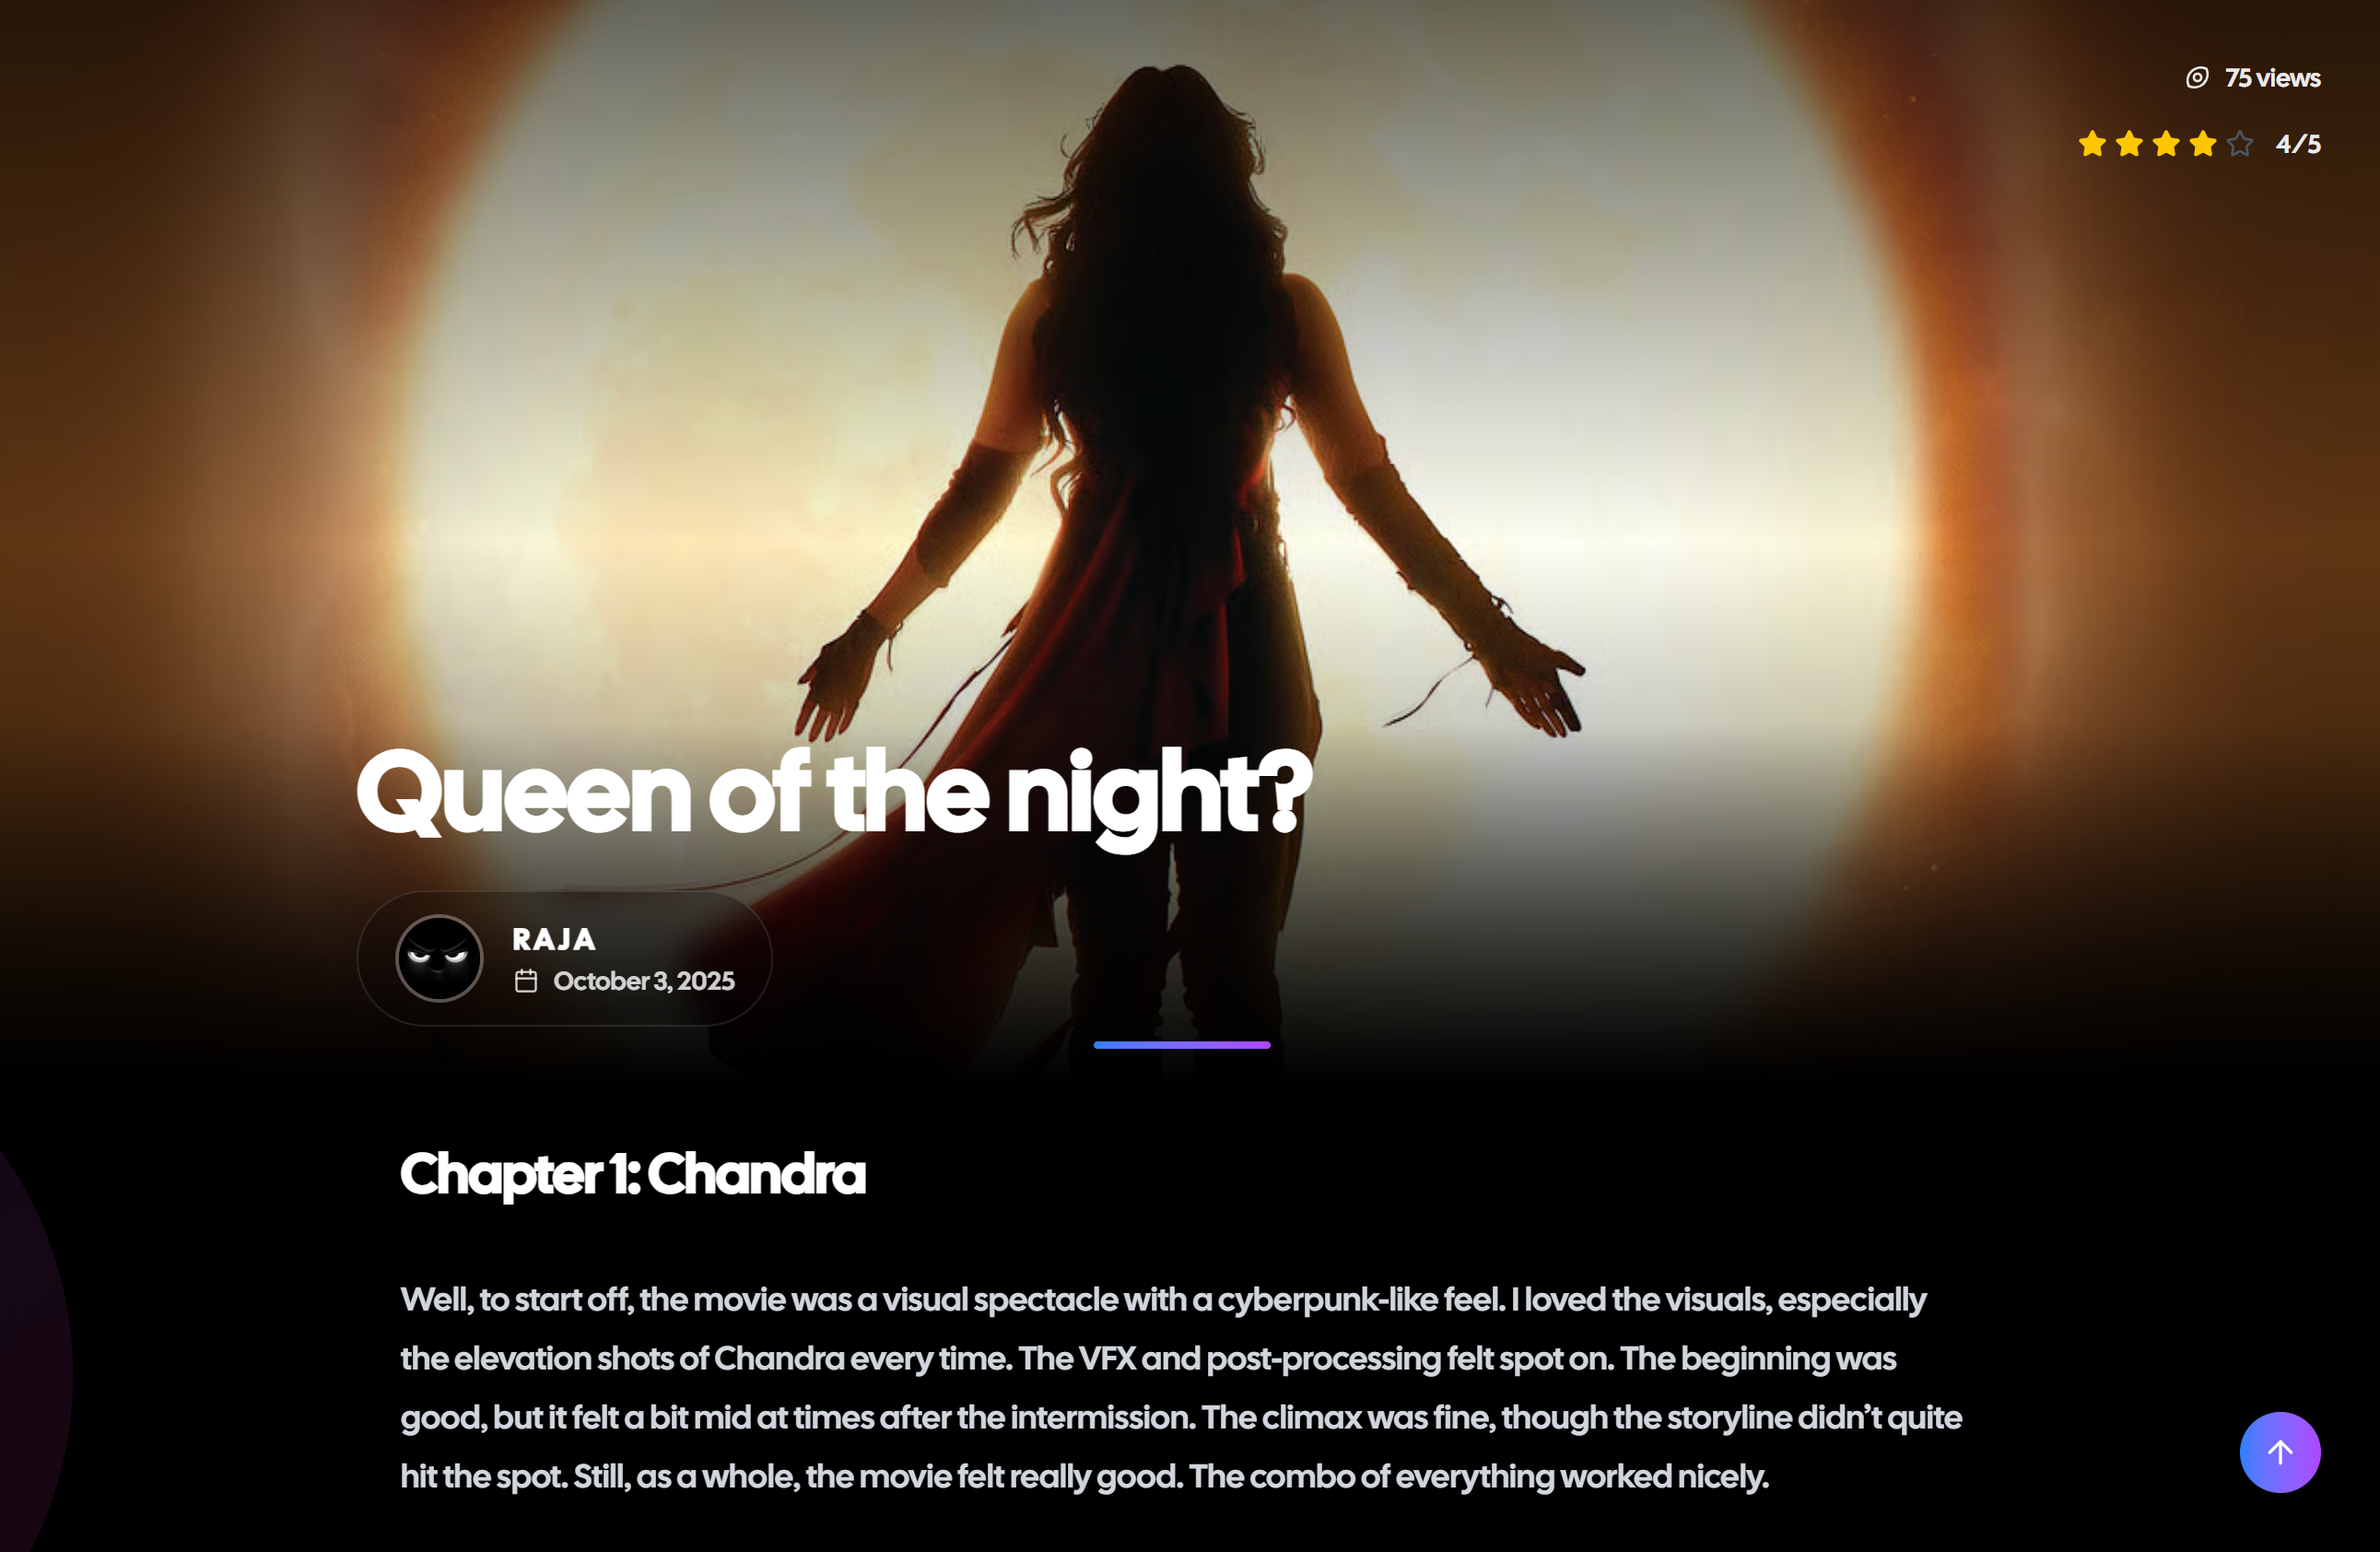 75 views
4/5
Queen of the night?
RAJA
October 3, 2025
Chapter 1: Chandra
Well, to start off, the movie was a visual spectacle with a cyberpunk-like feel. I loved the visuals, especially
the elevation shots of Chandra every time. The VFX and post-processing felt spot on. The beginning was
good, but it felt a bit mid at times after the intermission. The climax was fine, though the storyline didn’t quite
hit the spot. Still, as a whole, the movie felt really good. The combo of everything worked nicely.